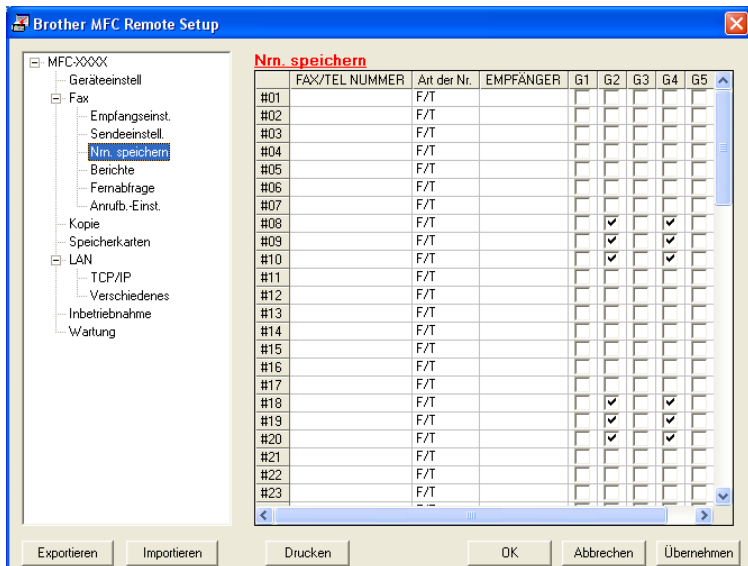 Brother MFC Remote Setup
MFC-XXXX
Geräteeinstell
Fax
Empfangseinst.
Sendeeinstell.
Nrn. speichern
Berichte
Fernabfrage
Anrufb.-Einst.
Kopie
Speicherkarten
LAN
TCP/IP
Verschiedenes
Inbetriebnahme
Wartung
Nrn. speichern
FAX/TEL NUMMER Art der Nr. EMPFÄNGER G1 G2 G3 G4 G5
#01 F/T
#02 F/T
#03 F/T
#04 F/T
#05 F/T
#06 F/T
#07 F/T
#08 F/T
#09 F/T
#10 F/T
#11 F/T
#12 F/T
#13 F/T
#14 F/T
#15 F/T
#16 F/T
#17 F/T
#18 F/T
#19 F/T
#20 F/T
#21 F/T
#22 F/T
#23 F/T
Exportieren Importieren Drucken OK Abbrechen Übernehmen